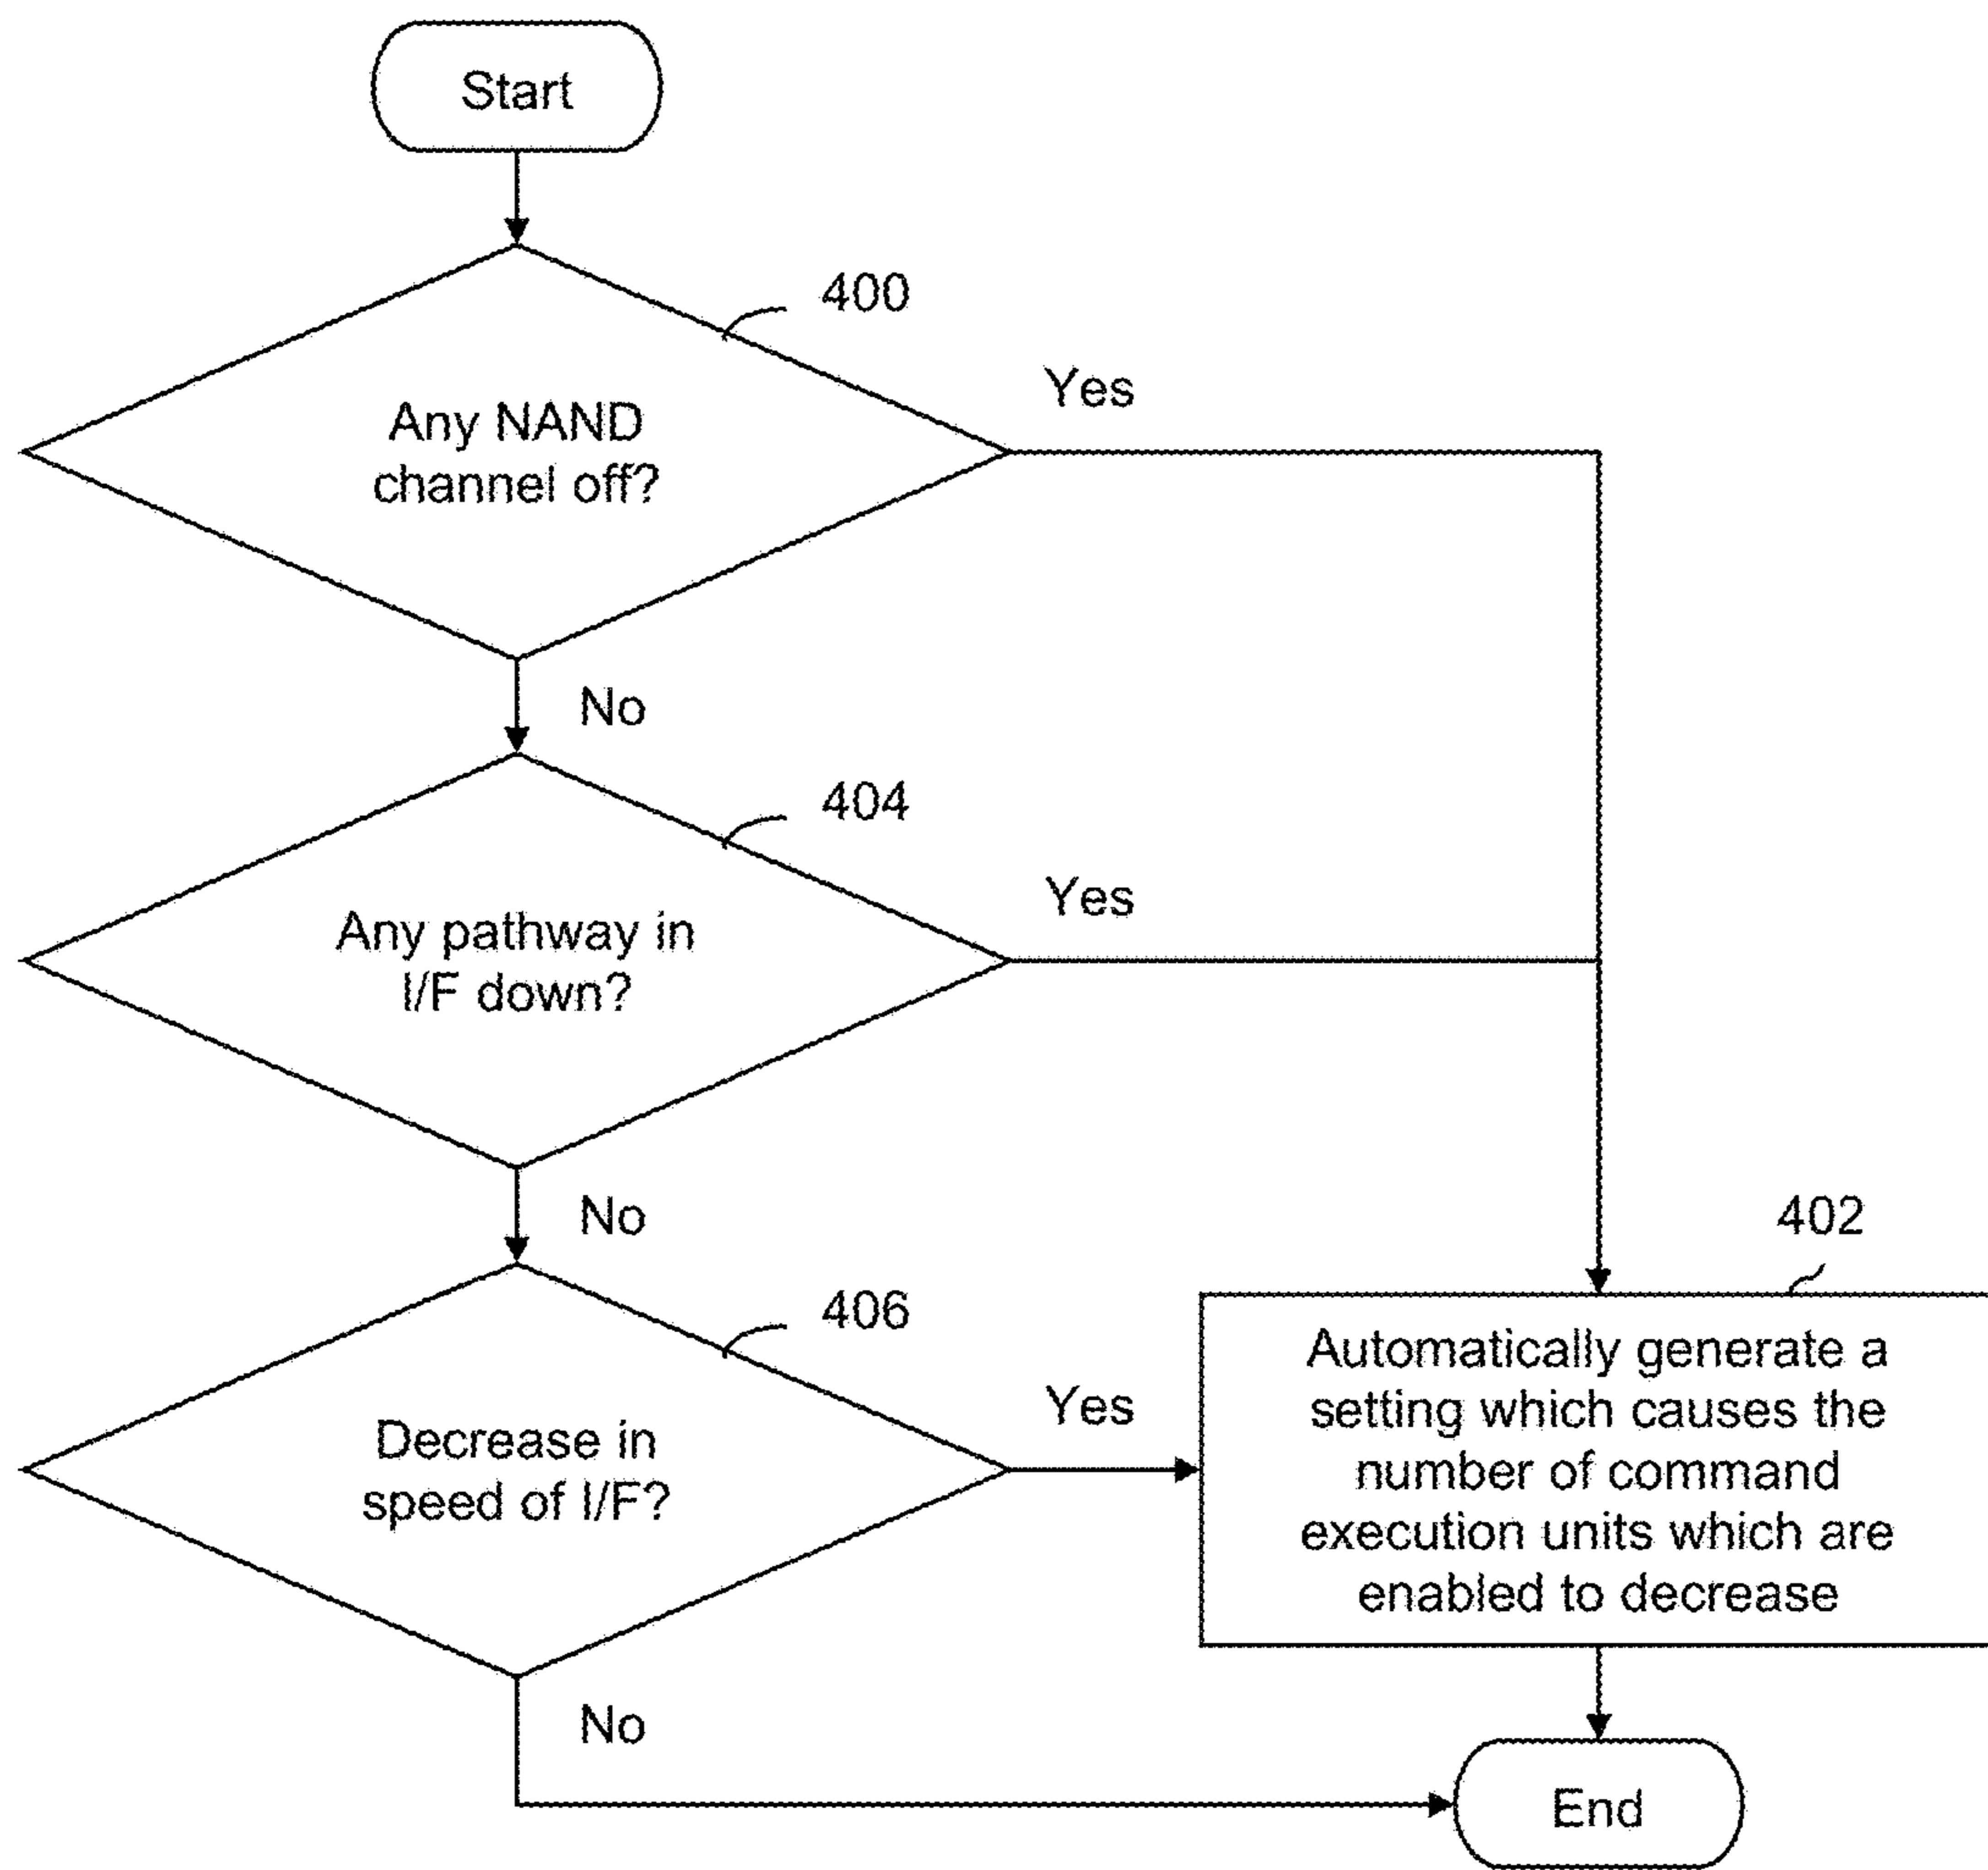 Start
400
Any NAND
channel off?
Yes
No
404
Any pathway in
I/F down?
Yes
No
406
Decrease in
speed of I/F?
Yes
No
402
Automatically generate a
setting which causes the
number of command
execution units which are
enabled to decrease
End